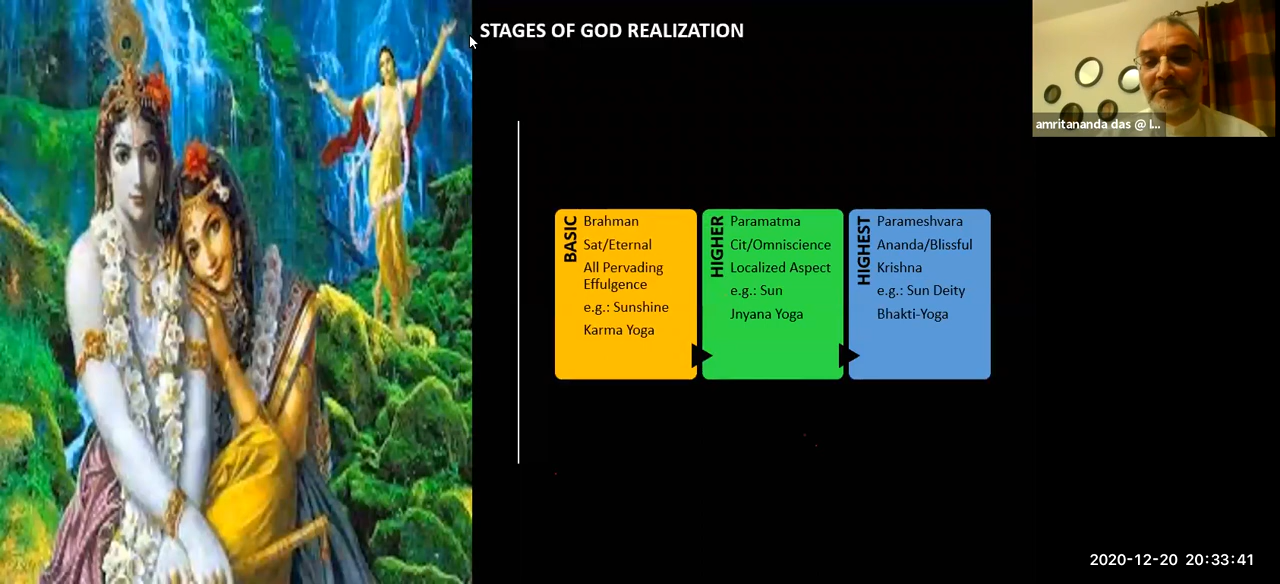 STAGES OF GOD REALIZATION
amritananda das @ I...
BASIC
Brahman
Sat/Eternal
All Pervading
Effulgence
e.g.: Sunshine
Karma Yoga
HIGHER
Paramatma
Cit/Omniscience
Localized Aspect
e.g.: Sun
Jnyana Yoga
HIGHEST
Parameshvara
Ananda/Blissful
Krishna
e.g.: Sun Deity
Bhakti-Yoga
2020-12-20 20:33:41